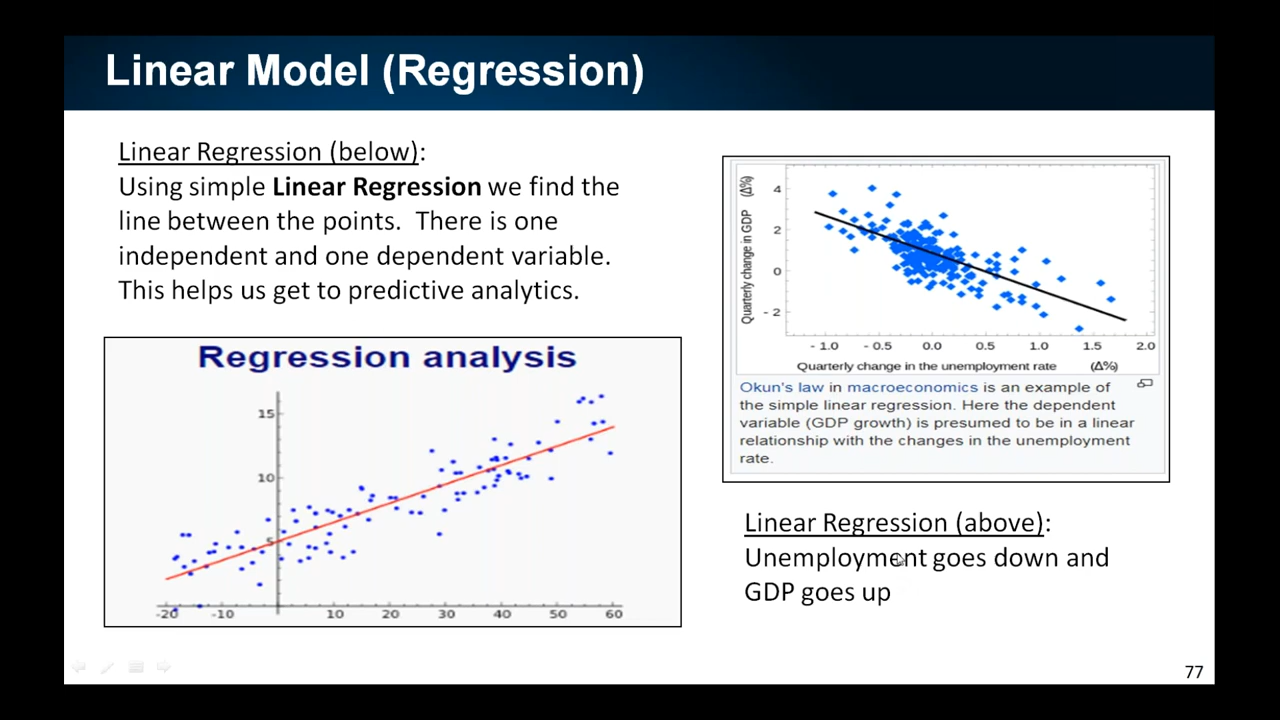 Linear Model (Regression)
Linear Regression (below):
Using simple Linear Regression we find the
line between the points.  There is one
independent and one dependent variable.
This helps us get to predictive analytics.
Regression analysis
15
10
5
-20 -10 10 20 30 40 50 60
Quarterly change in GDP (Δ%)
4
2
0
- 2
- 1.0 - 0.5 0.0 0.5 1.0 1.5 2.0
Quarterly change in the unemployment rate (Δ%)
Okun's law in macroeconomics is an example of
the simple linear regression. Here the dependent
variable (GDP growth) is presumed to be in a linear
relationship with the changes in the unemployment
rate.
Linear Regression (above):
Unemployment goes down and
GDP goes up
77